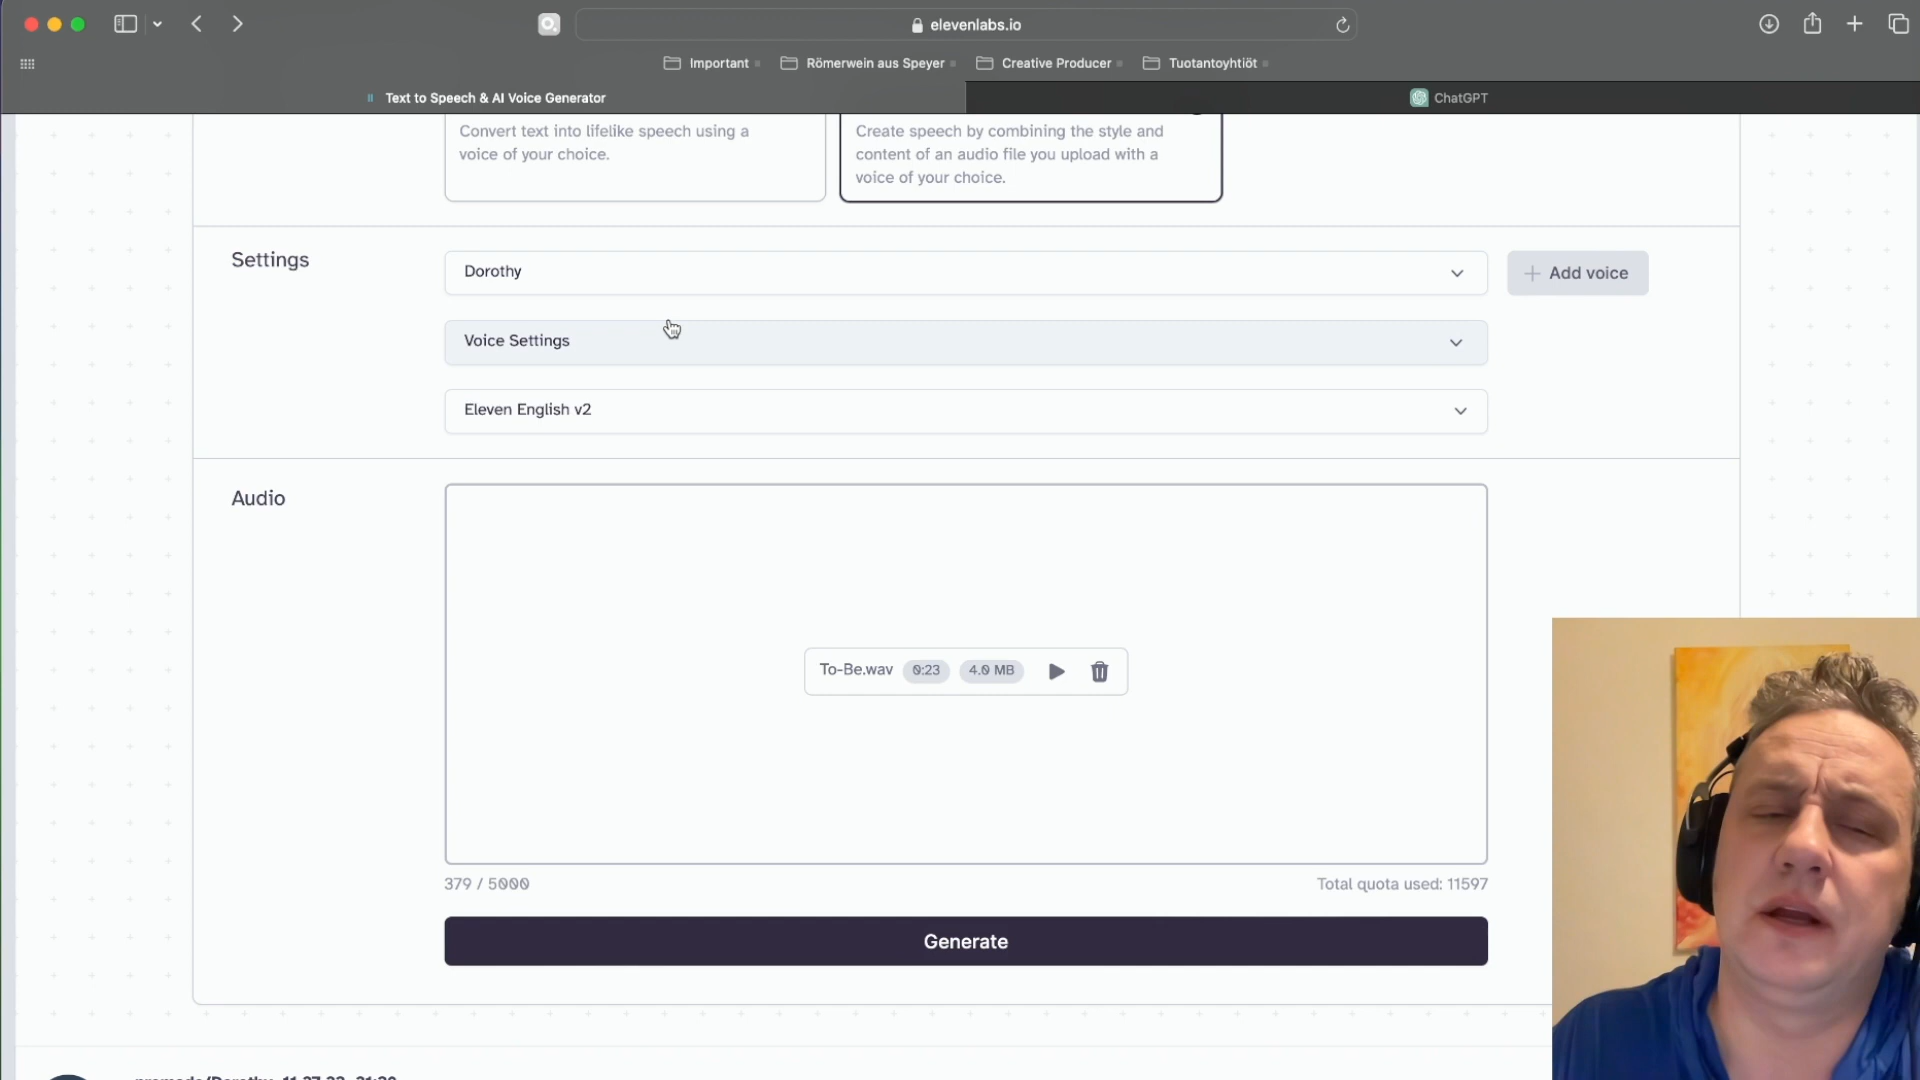 elevenlabs.io
Important
Römerwein aus Speyer
Creative Producer
Tuotantoyhtiöt
Text to Speech & AI Voice Generator
ChatGPT
Convert text into lifelike speech using a
voice of your choice.
Create speech by combining the style and
content of an audio file you upload with a
voice of your choice.
Settings
Dorothy
+ Add voice
Voice Settings
Eleven English v2
Audio
To-Be.wav 0:23 4.0 MB
379 / 5000
Total quota used: 11597
Generate